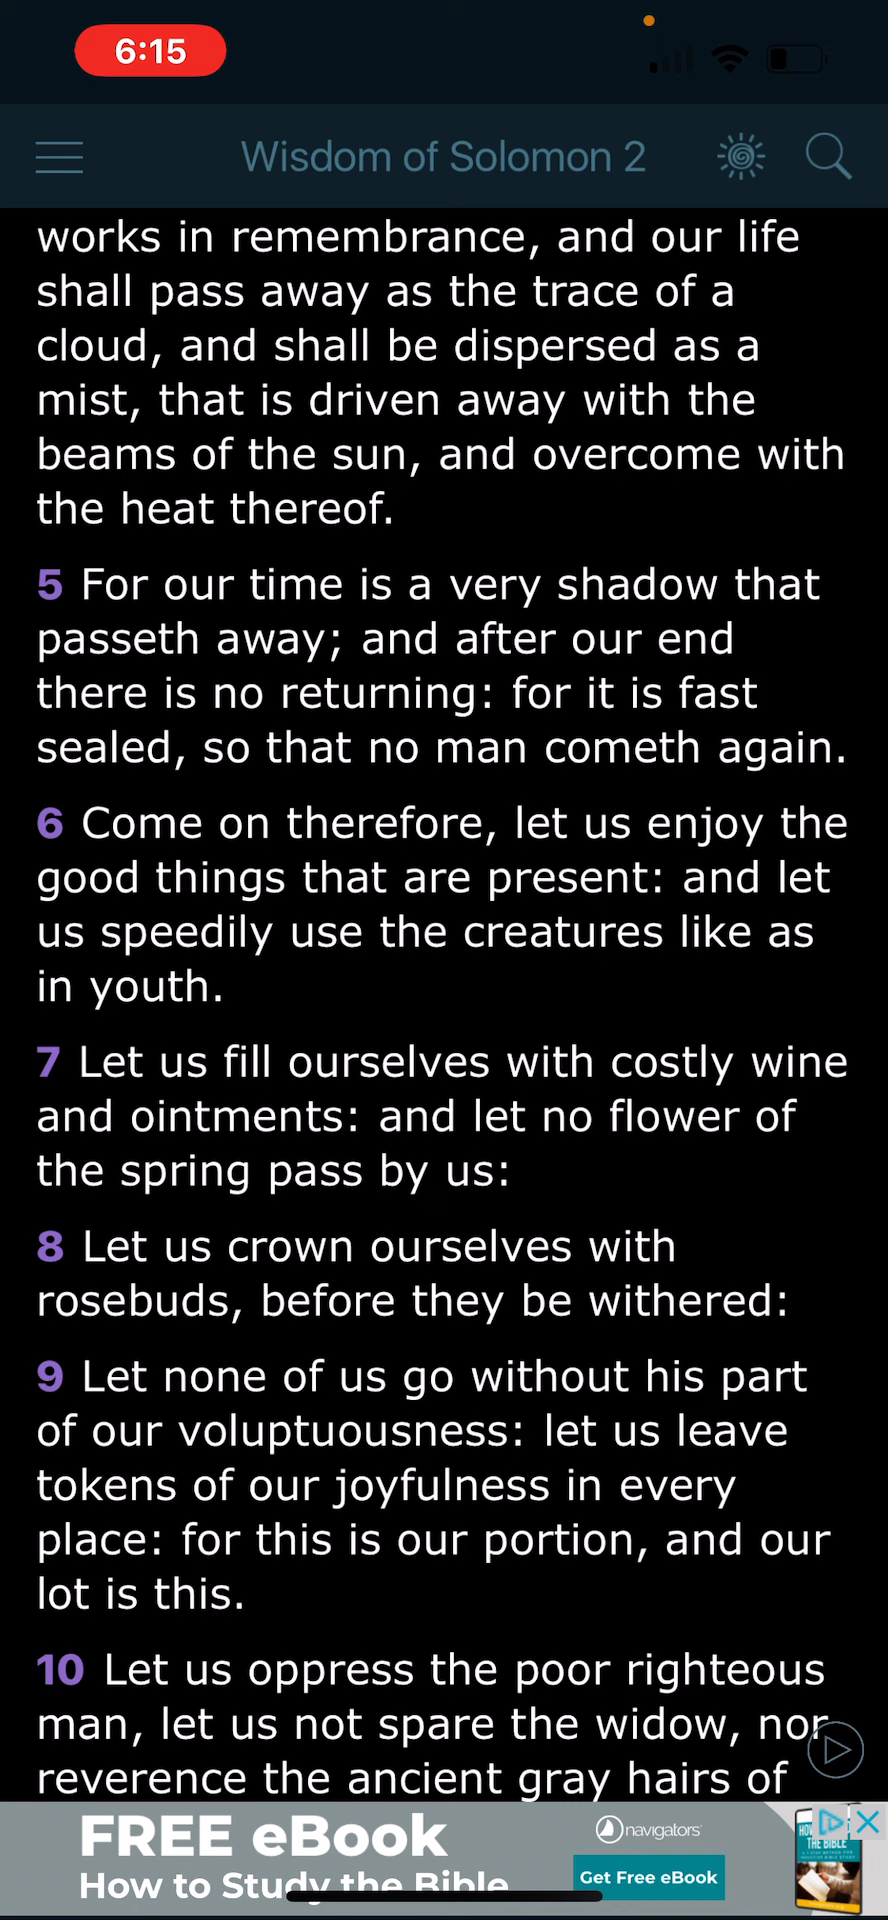 6:15
Wisdom of Solomon 2
works in remembrance, and our life
shall pass away as the trace of a
cloud, and shall be dispersed as a
mist, that is driven away with the
beams of the sun, and overcome with
the heat thereof.
5 For our time is a very shadow that
passeth away; and after our end
there is no returning: for it is fast
sealed, so that no man cometh again.
6 Come on therefore, let us enjoy the
good things that are present: and let
us speedily use the creatures like as
in youth.
7 Let us fill ourselves with costly wine
and ointments: and let no flower of
the spring pass by us:
8 Let us crown ourselves with
rosebuds, before they be withered:
9 Let none of us go without his part
of our voluptuousness: let us leave
tokens of our joyfulness in every
place: for this is our portion, and our
lot is this.
10 Let us oppress the poor righteous
man, let us not spare the widow, nor
reverence the ancient gray hairs of
FREE eBook
How to Study the Bible
navigators
Get Free eBook
THE BIBLE